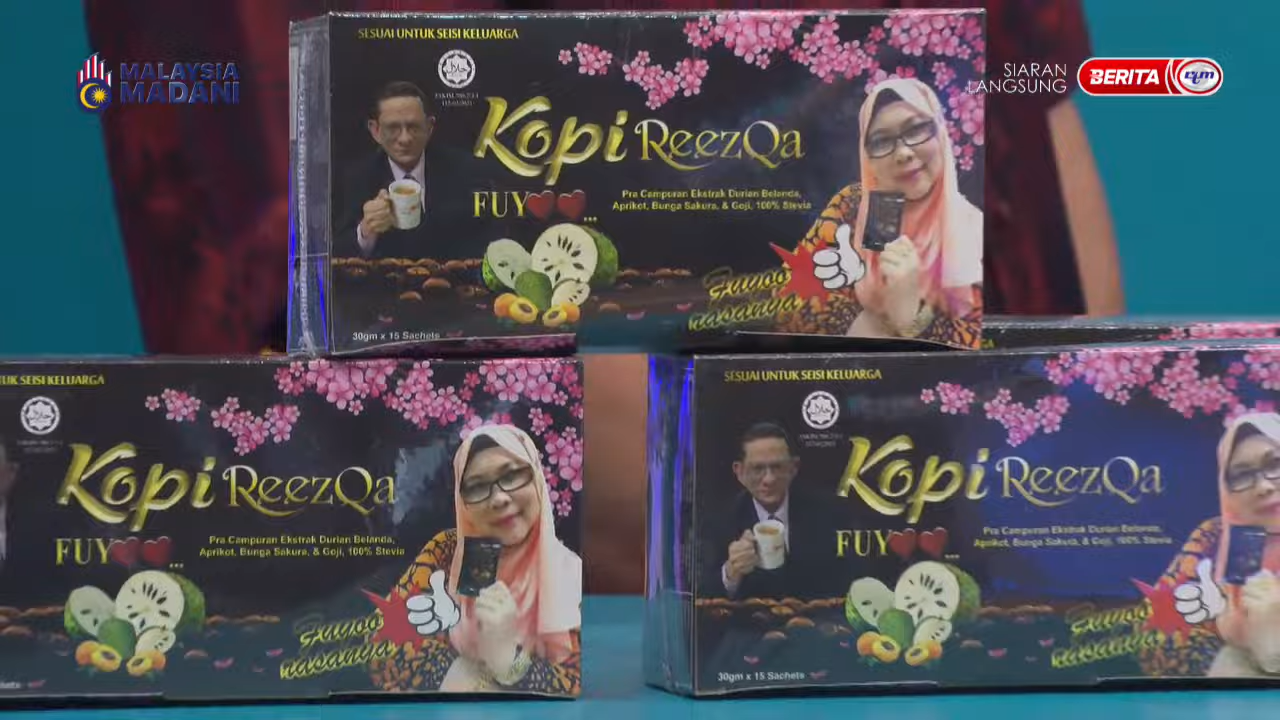 MALAYSIA
MADANI
SIARAN
LANGSUNG
BERITA
SESUAI UNTUK SEISI KELUARGA
Kopi ReezQa
FUY❤❤...
Pra Campuran Ekstrak Durian Belanda,
Aprikot, Bunga Sakura, & Goji, 100% Stevia
Fuyoo
rasanya
30gm x 15 Sachets
UK SEISI KELUARGA
Kopi ReezQa
FUY❤❤...
Pra Campuran Ekstrak Durian Belanda,
Aprikot, Bunga Sakura, & Goji, 100% Stevia
Fuyoo
rasanya
Sachets
SESUAI UNTUK SEISI KELUARGA
Kopi ReezQa
FUY❤❤...
Pra Campuran Ekstrak Durian Belanda,
Aprikot, Bunga Sakura, & Goji, 100% Stevia
Fuyoo
rasanya
30gm x 15 Sachets